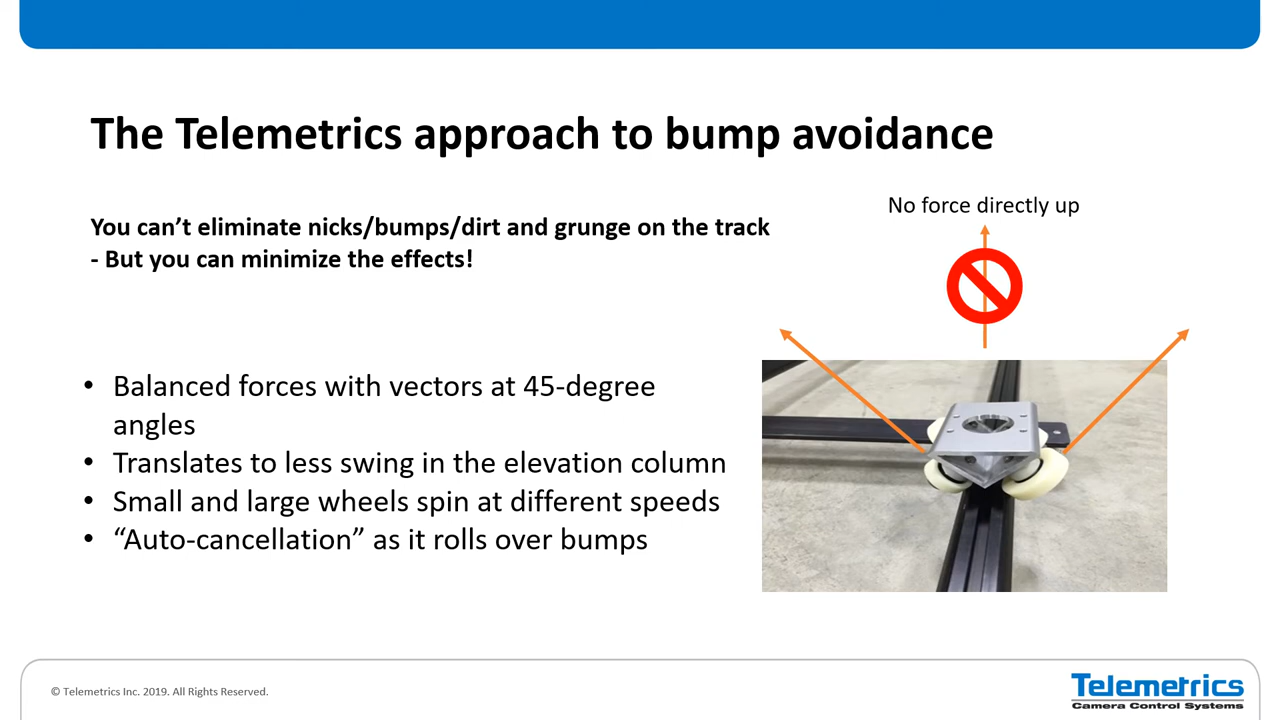 The Telemetrics approach to bump avoidance
You can’t eliminate nicks/bumps/dirt and grunge on the track
- But you can minimize the effects!
No force directly up
• Balanced forces with vectors at 45-degree
angles
• Translates to less swing in the elevation column
• Small and large wheels spin at different speeds
• “Auto-cancellation” as it rolls over bumps
© Telemetrics Inc. 2019. All Rights Reserved.
Telemetrics
Camera Control Systems